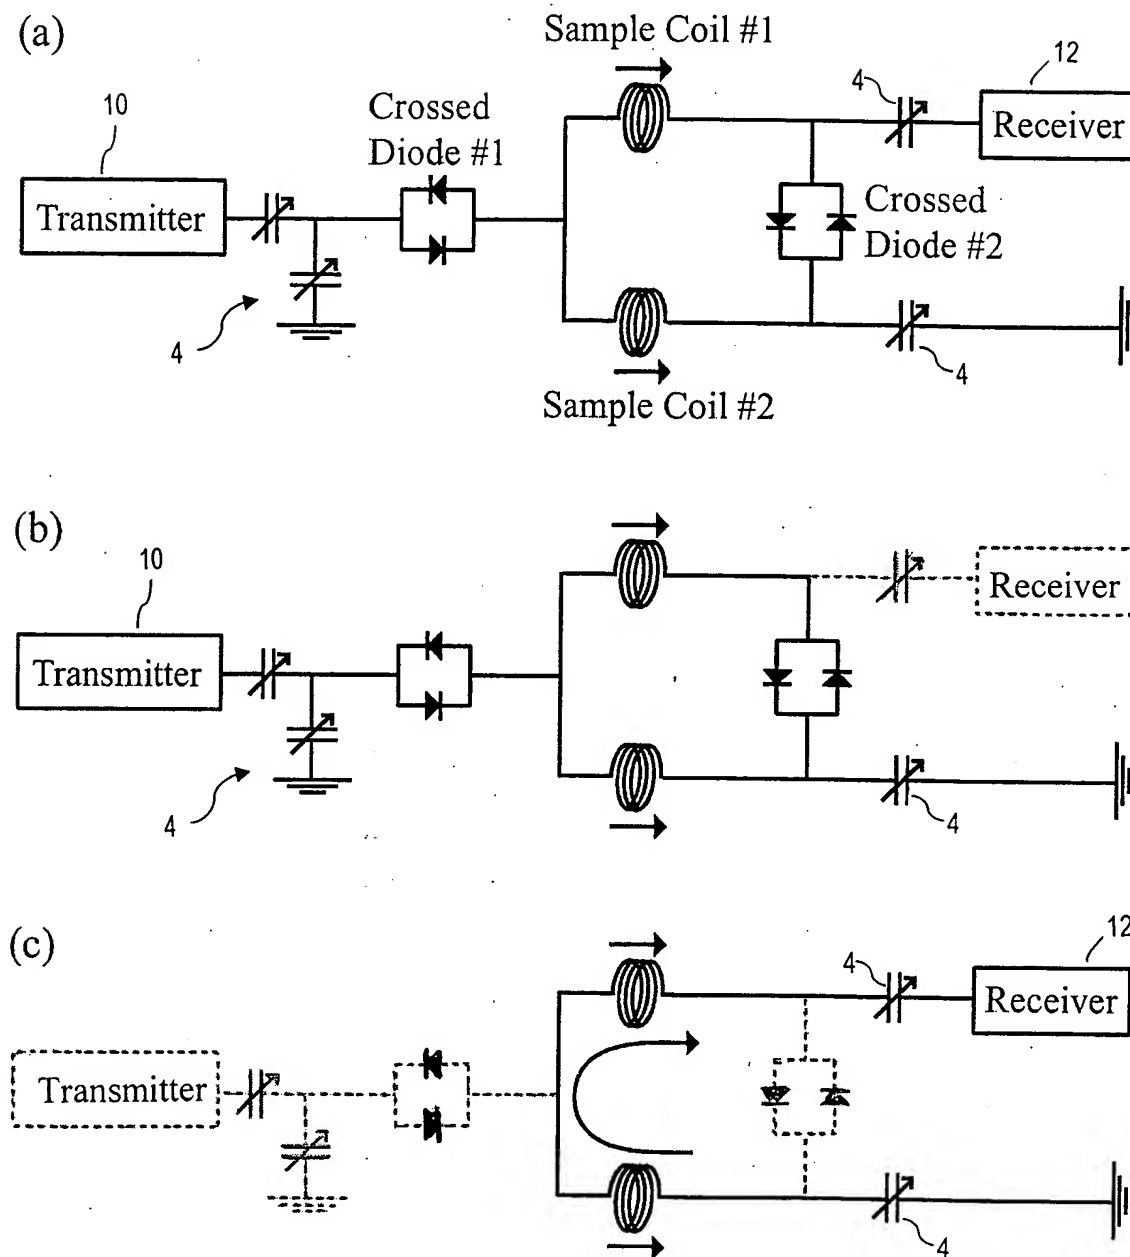 (a)
Sample Coil #1
12
4
10
Crossed
Diode #1
Receiver
Transmitter
Crossed
Diode #2
4
4
Sample Coil #2
(b)
10
Receiver
Transmitter
4
4
(c)
12
4
Receiver
Transmitter
4